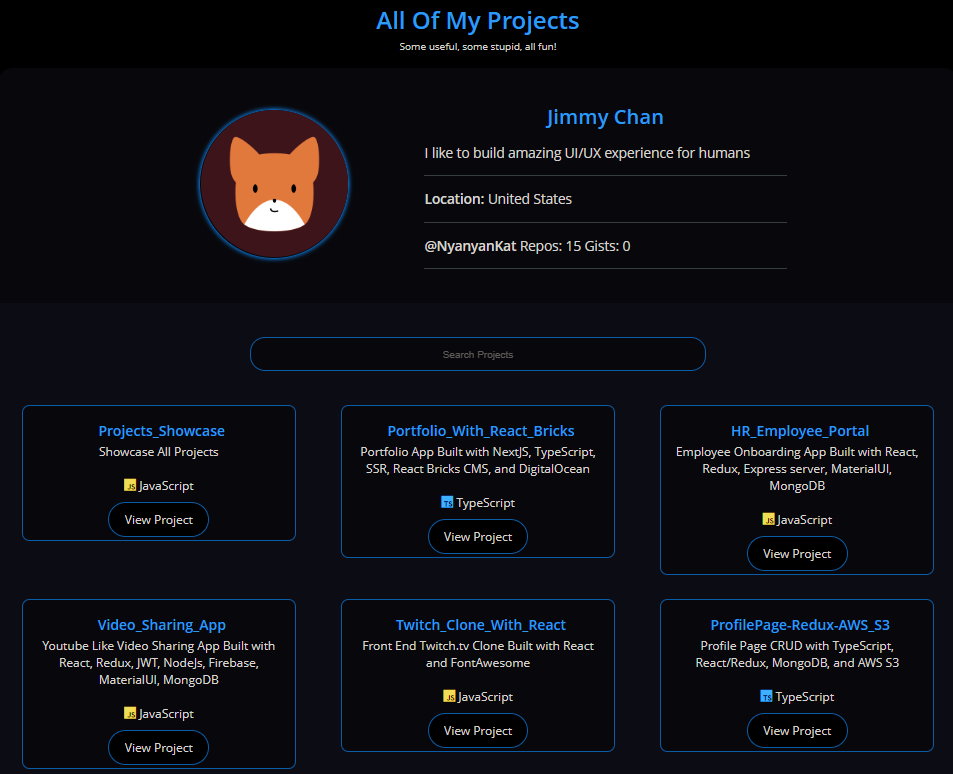 All Of My Projects
Some useful, some stupid, all fun!
Jimmy Chan
I like to build amazing UI/UX experience for humans
Location: United States
@NyanyanKat Repos: 15 Gists: 0
Search Projects
Projects_Showcase
Showcase All Projects
JS JavaScript
View Project
Portfolio_With_React_Bricks
Portfolio App Built with NextJS, TypeScript,
SSR, React Bricks CMS, and DigitalOcean
TS TypeScript
View Project
HR_Employee_Portal
Employee Onboarding App Built with React,
Redux, Express server, MaterialUI,
MongoDB
JS JavaScript
View Project
Video_Sharing_App
Youtube Like Video Sharing App Built with
React, Redux, JWT, NodeJs, Firebase,
MaterialUI, MongoDB
JS JavaScript
View Project
Twitch_Clone_With_React
Front End Twitch.tv Clone Built with React
and FontAwesome
JS JavaScript
View Project
ProfilePage-Redux-AWS_S3
Profile Page CRUD with TypeScript,
React/Redux, MongoDB, and AWS S3
TS TypeScript
View Project